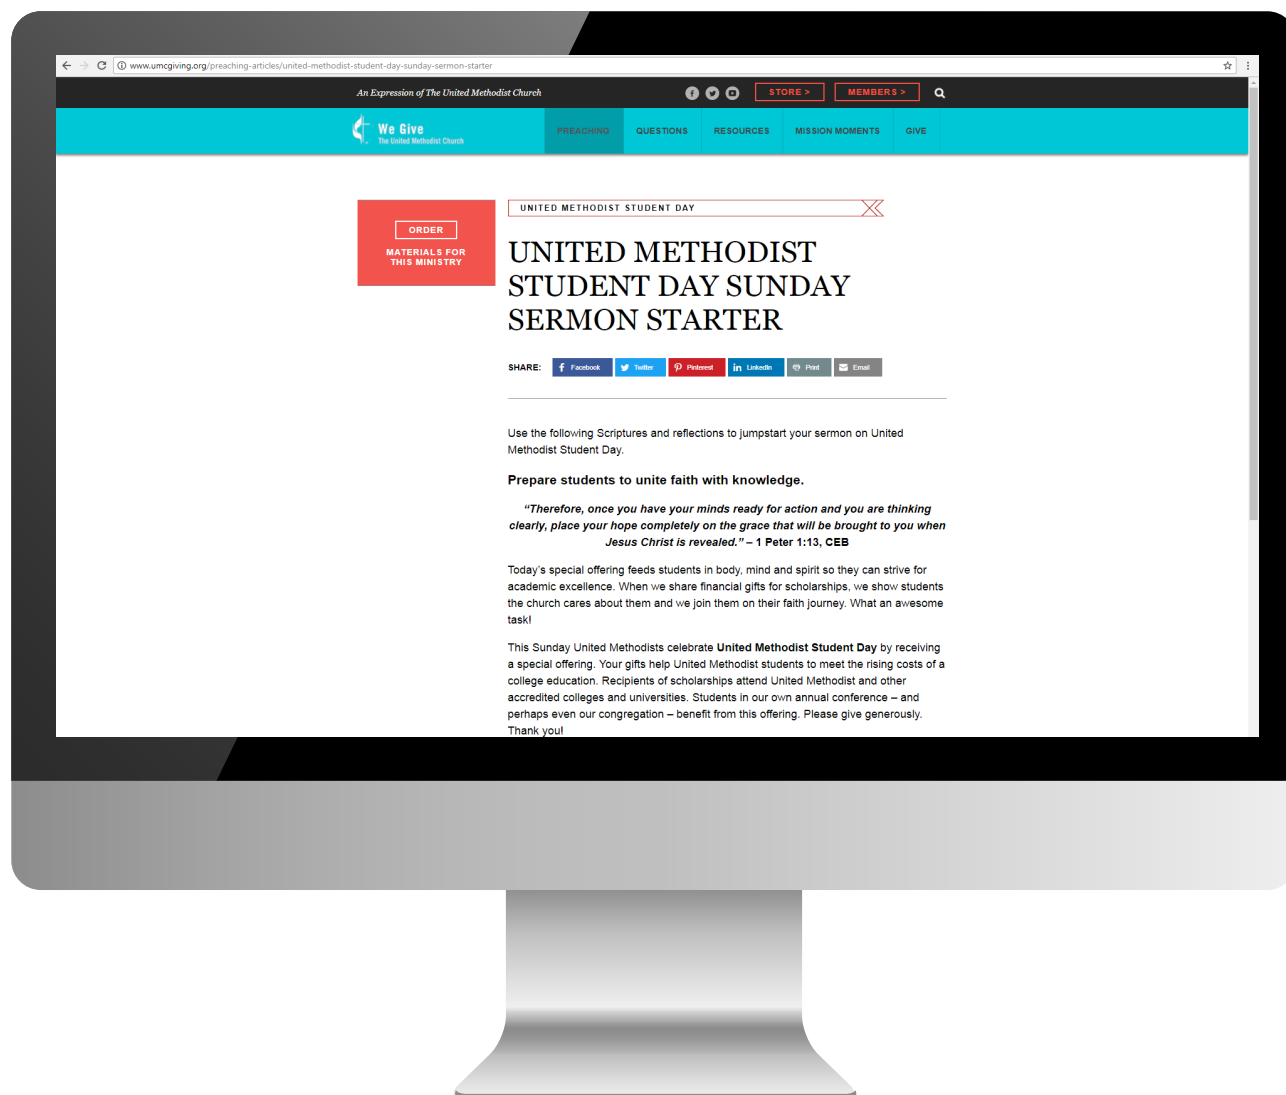 www.umcgiving.org/preaching-articles/united-methodist-student-day-sunday-sermon-starter
An Expression of The United Methodist Church
STORE >
MEMBERS >
We Give
The United Methodist Church
PREACHING
QUESTIONS
RESOURCES
MISSION MOMENTS
GIVE
ORDER
MATERIALS FOR
THIS MINISTRY
UNITED METHODIST STUDENT DAY
UNITED METHODIST
STUDENT DAY SUNDAY
SERMON STARTER
SHARE:
Facebook
Twitter
Pinterest
LinkedIn
Print
Email
Use the following Scriptures and reflections to jumpstart your sermon on United
Methodist Student Day.
Prepare students to unite faith with knowledge.
“Therefore, once you have your minds ready for action and you are thinking
clearly, place your hope completely on the grace that will be brought to you when
Jesus Christ is revealed.” – 1 Peter 1:13, CEB
Today’s special offering feeds students in body, mind and spirit so they can strive for
academic excellence. When we share financial gifts for scholarships, we show students
the church cares about them and we join them on their faith journey. What an awesome
task!
This Sunday United Methodists celebrate United Methodist Student Day by receiving
a special offering. Your gifts help United Methodist students to meet the rising costs of a
college education. Recipients of scholarships attend United Methodist and other
accredited colleges and universities. Students in our own annual conference – and
perhaps even our congregation – benefit from this offering. Please give generously.
Thank you!